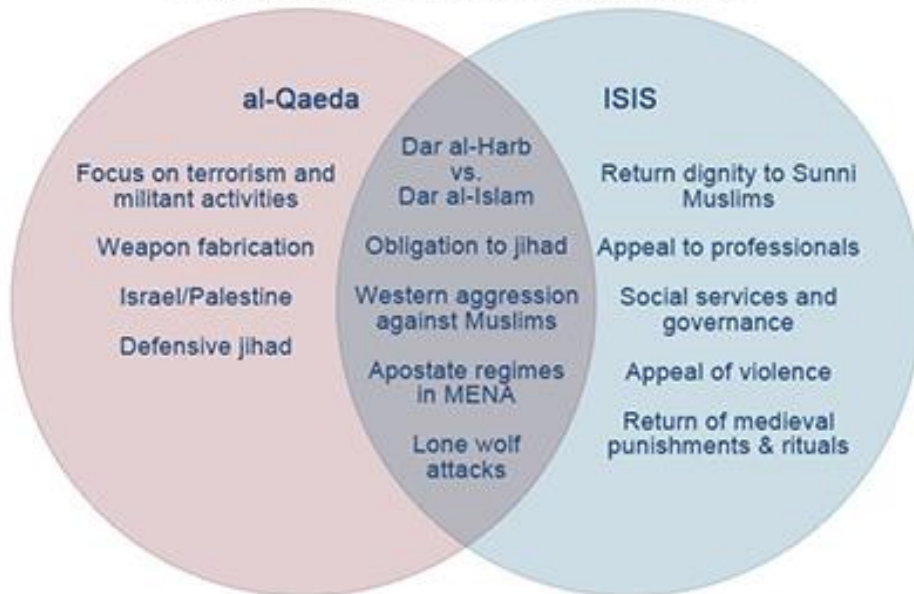 al-Qaeda
Focus on terrorism and
militant activities
Weapon fabrication
Israel/Palestine
Defensive jihad
Dar al-Harb
vs.
Dar al-Islam
Obligation to jihad
Western aggression
against Muslims
Apostate regimes
in MENA
Lone wolf
attacks
ISIS
Return dignity to Sunni
Muslims
Appeal to professionals
Social services and
governance
Appeal of violence
Return of medieval
punishments & rituals